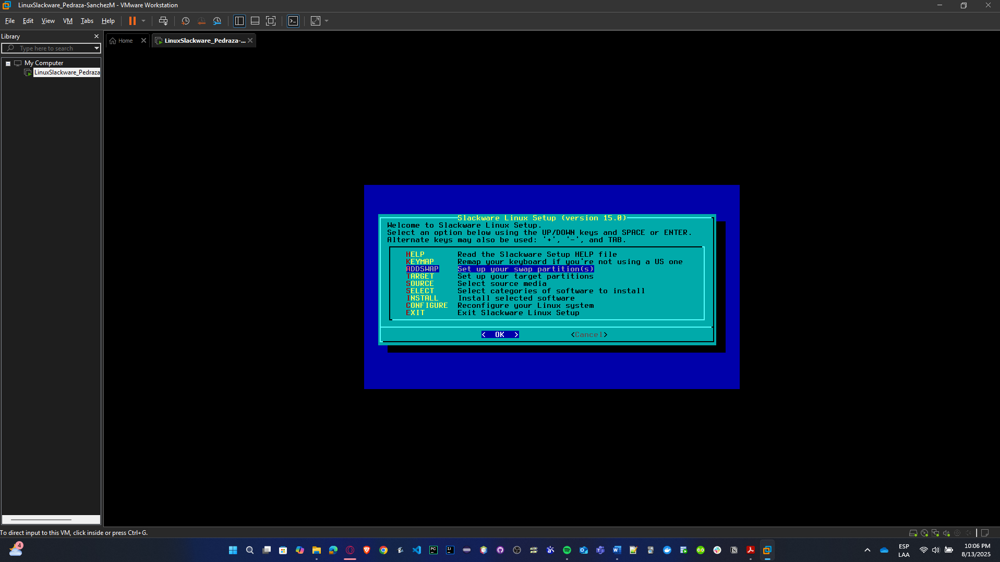 LinuxSlackware_Pedraza-SanchezM - VMware Workstation
File Edit View VM Tabs Help
Library
Type here to search
My Computer
LinuxSlackware_Pedraza
Home
LinuxSlackware_Pedraza-...
Slackware Linux Setup (version 15.0)
Welcome to Slackware Linux Setup.
Select an option below using the UP/DOWN keys and SPACE or ENTER.
Alternate keys may also be used: '+', '-', and TAB.
HELP Read the Slackware Setup HELP file
KEYMAP Remap your keyboard if you're not using a US one
ADDSWAP Set up your swap partition(s)
TARGET Set up your target partitions
SOURCE Select source media
SELECT Select categories of software to install
INSTALL Install selected software
CONFIGURE Reconfigure your Linux system
EXIT Exit Slackware Linux Setup
< OK > <Cancel>
To direct input to this VM, click inside or press Ctrl+G.
4
ESP
LAA
10:06 PM
8/13/2025